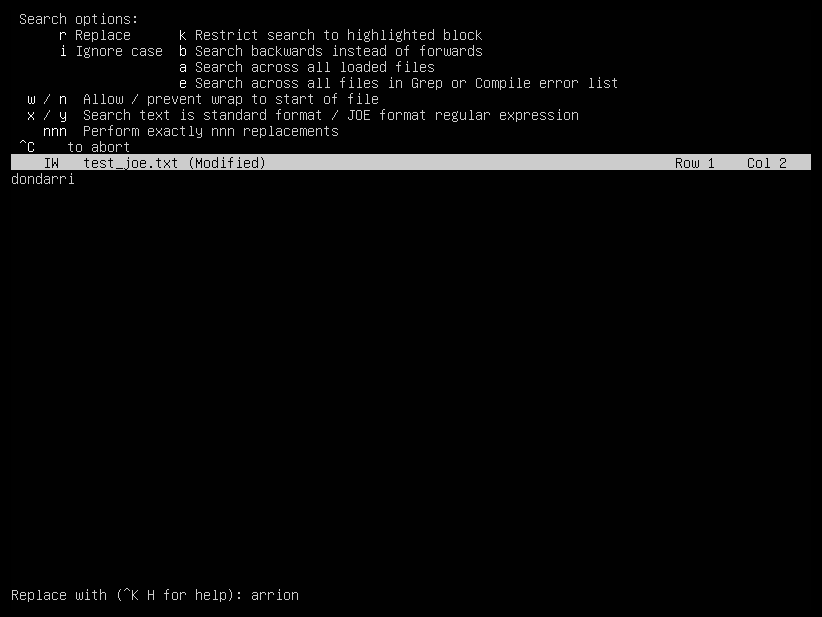 Search options:
r Replace k Restrict search to highlighted block
i Ignore case b Search backwards instead of forwards
a Search across all loaded files
e Search across all files in Grep or Compile error list
w / n Allow / prevent wrap to start of file
x / y Search text is standard format / JOE format regular expression
nnn Perform exactly nnn replacements
^C to abort
IW test_joe.txt (Modified) Row 1 Col 2
dondarri
Replace with (^K H for help): arrion